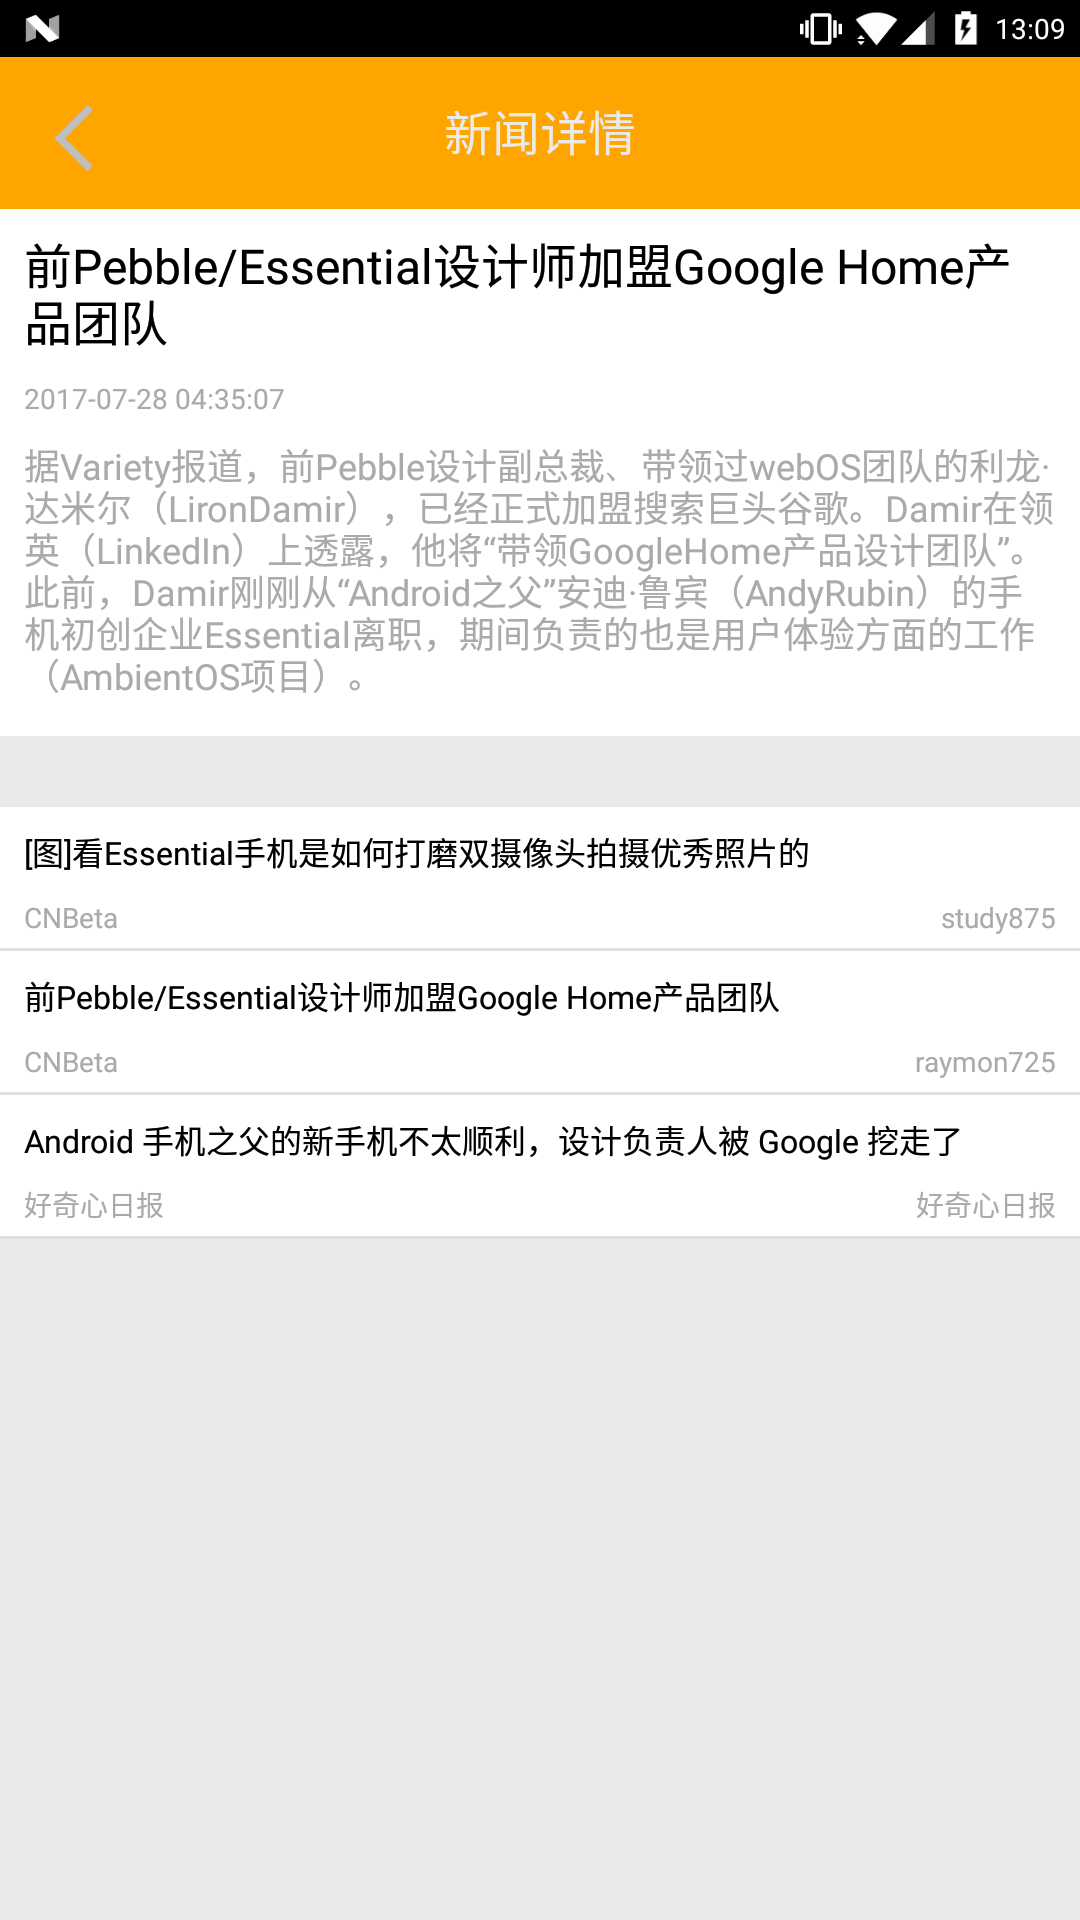 13:09
新闻详情
前Pebble/Essential设计师加盟Google Home产
品团队
2017-07-28 04:35:07
据Variety报道，前Pebble设计副总裁、带领过webOS团队的利龙·
达米尔（LironDamir），已经正式加盟搜索巨头谷歌。Damir在领
英（LinkedIn）上透露，他将“带领GoogleHome产品设计团队”。
此前，Damir刚刚从“Android之父”安迪·鲁宾（AndyRubin）的手
机初创企业Essential离职，期间负责的也是用户体验方面的工作
（AmbientOS项目）。
[图]看Essential手机是如何打磨双摄像头拍摄优秀照片的
CNBeta study875
前Pebble/Essential设计师加盟Google Home产品团队
CNBeta raymon725
Android 手机之父的新手机不太顺利，设计负责人被 Google 挖走了
好奇心日报 好奇心日报